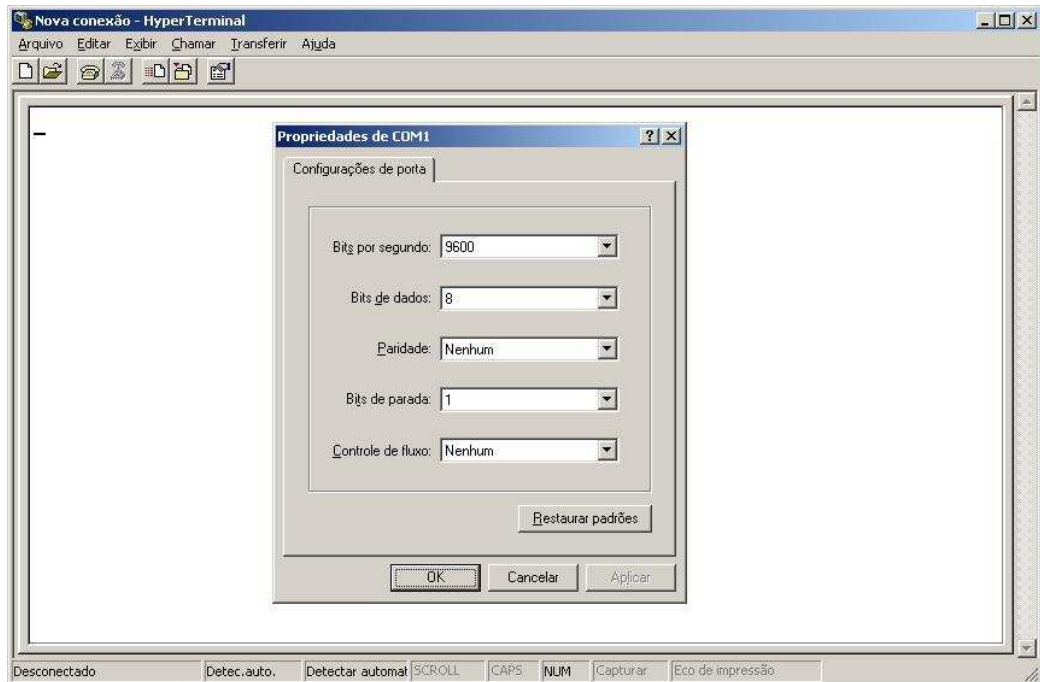 Nova conexão - HyperTerminal
Arquivo Editar Exibir Chamar Transferir Ajuda
Propriedades de COM1
Configurações de porta
Bits por segundo: 9600
Bits de dados: 8
Paridade: Nenhum
Bits de parada: 1
Controle de fluxo: Nenhum
Restaurar padrões
OK Cancelar Aplicar
Desconectado Detec.auto. Detectar automat SCROLL CAPS NUM Capturar Eco de impressão